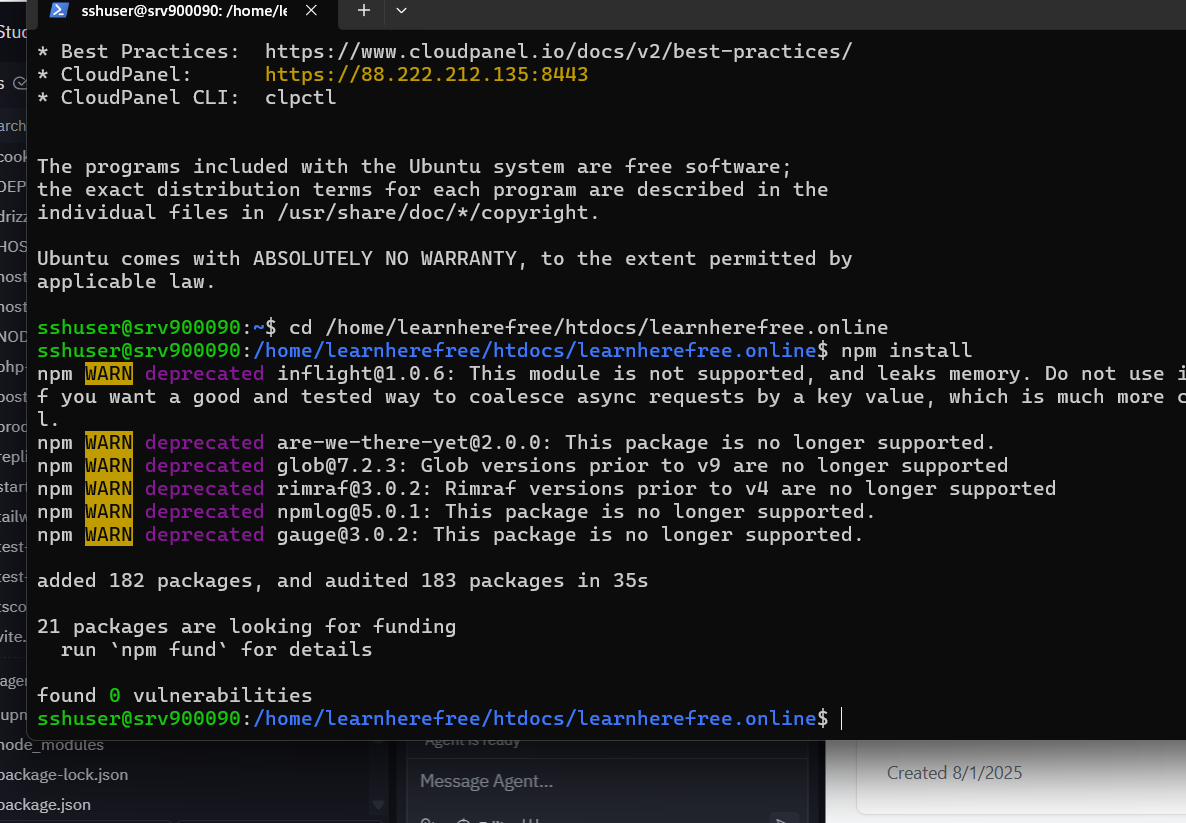 sshuser@srv900090: /home/le
Stuc
* Best Practices:  https://www.cloudpanel.io/docs/v2/best-practices/
* CloudPanel:      https://88.222.212.135:8443
* CloudPanel CLI:  clpctl
The programs included with the Ubuntu system are free software;
the exact distribution terms for each program are described in the
individual files in /usr/share/doc/*/copyright.
Ubuntu comes with ABSOLUTELY NO WARRANTY, to the extent permitted by
applicable law.
sshuser@srv900090:~$ cd /home/learnherefree/htdocs/learnherefree.online
sshuser@srv900090:/home/learnherefree/htdocs/learnherefree.online$ npm install
npm WARN deprecated inflight@1.0.6: This module is not supported, and leaks memory. Do not use i
f you want a good and tested way to coalesce async requests by a key value, which is much more c
l.
npm WARN deprecated are-we-there-yet@2.0.0: This package is no longer supported.
npm WARN deprecated glob@7.2.3: Glob versions prior to v9 are no longer supported
npm WARN deprecated rimraf@3.0.2: Rimraf versions prior to v4 are no longer supported
npm WARN deprecated npmlog@5.0.1: This package is no longer supported.
npm WARN deprecated gauge@3.0.2: This package is no longer supported.
added 182 packages, and audited 183 packages in 35s
21 packages are looking for funding
  run `npm fund` for details
found 0 vulnerabilities
sshuser@srv900090:/home/learnherefree/htdocs/learnherefree.online$
node_modules
package-lock.json
package.json
Agent is ready
Message Agent...
Created 8/1/2025